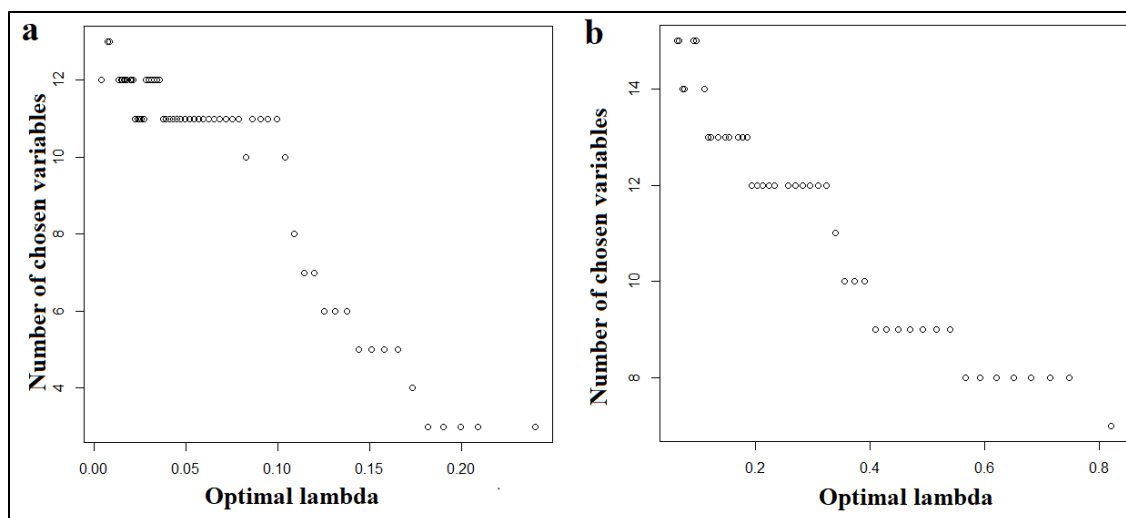 a
Number of chosen variables
12
10
8
6
4
0.00 0.05 0.10 0.15 0.20
Optimal lambda
b
Number of chosen variables
14
12
10
8
0.2 0.4 0.6 0.8
Optimal lambda